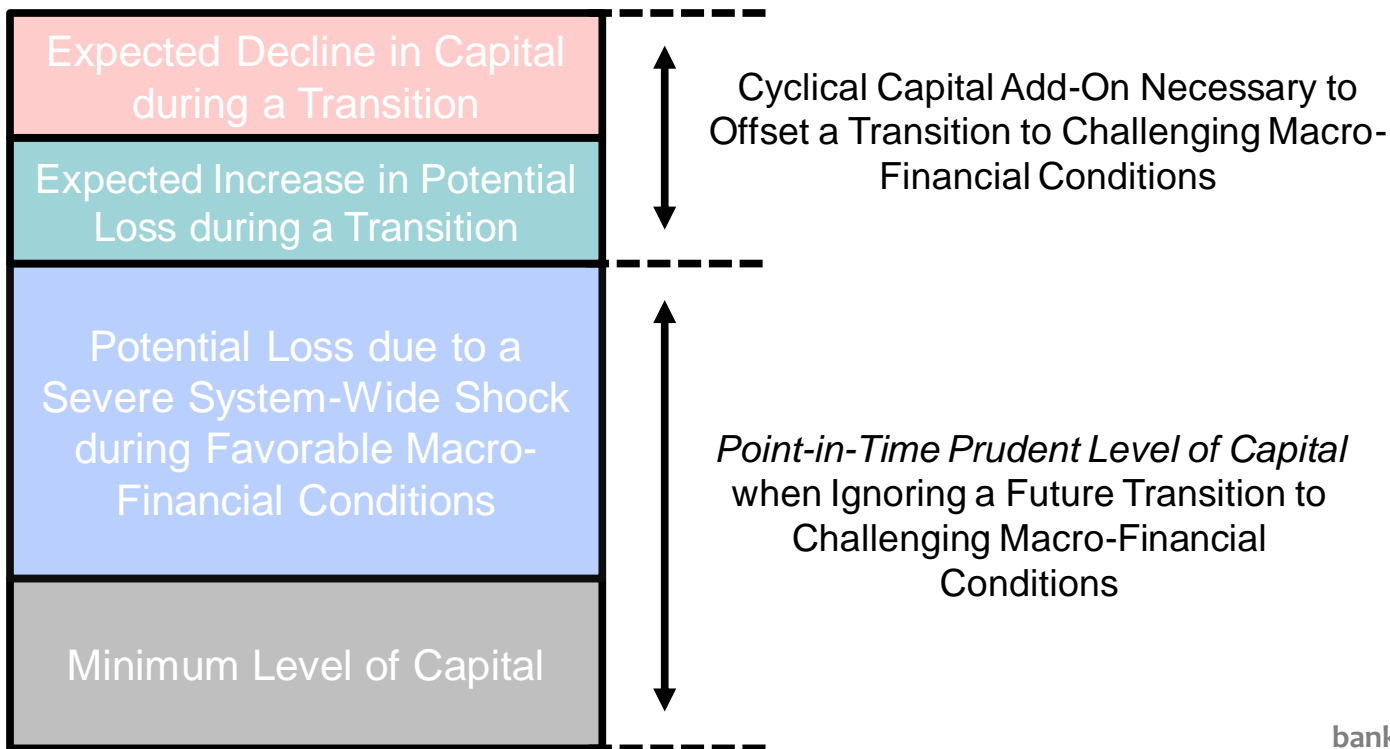 Expected Decline in Capital
during a Transition
Expected Increase in Potential
Loss during a Transition
Potential Loss due to a
Severe System-Wide Shock
during Favorable Macro-
Financial Conditions
Minimum Level of Capital
Cyclical Capital Add-On Necessary to
Offset a Transition to Challenging Macro-
Financial Conditions
Point-in-Time Prudent Level of Capital
when Ignoring a Future Transition to
Challenging Macro-Financial
Conditions